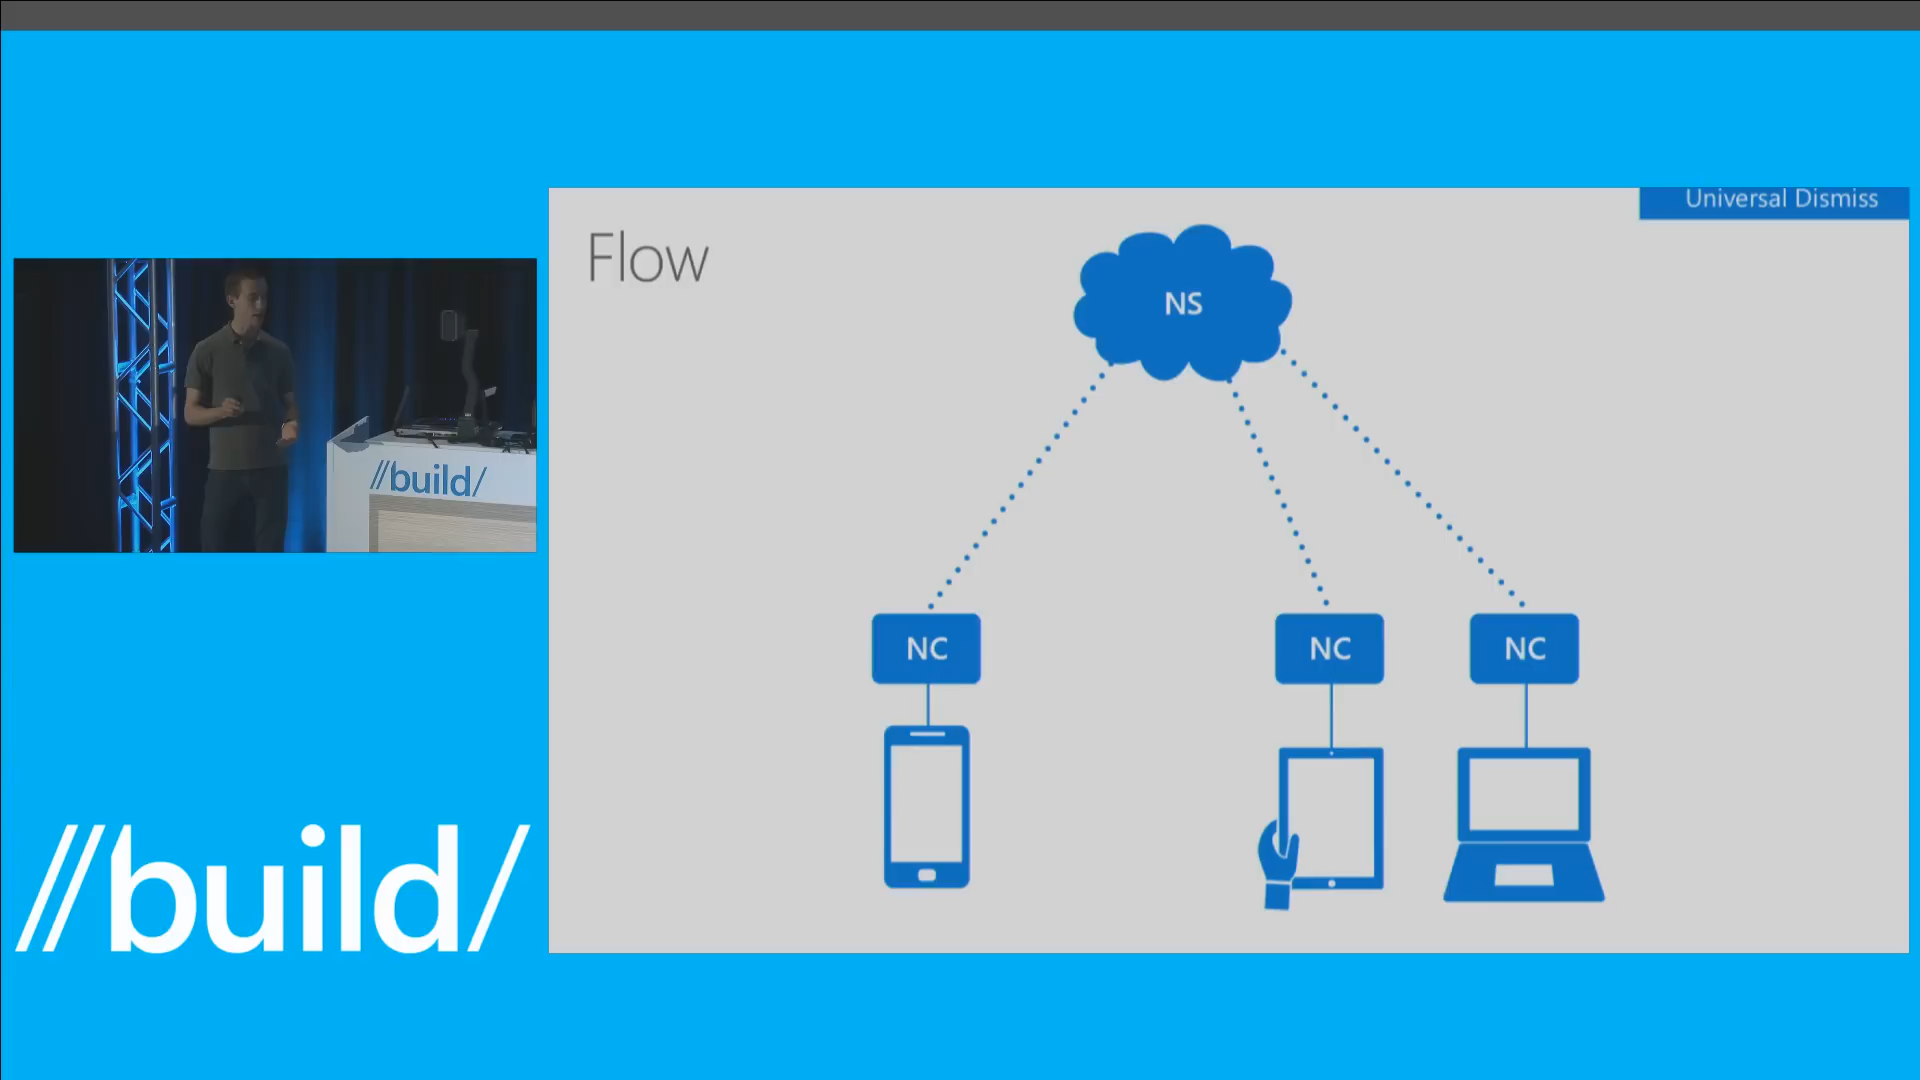 Universal Dismiss
Flow
NS
NC
NC
NC
//build/
//build/